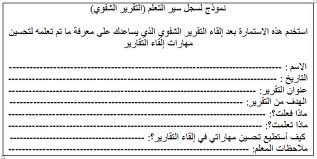 نموذج لسجل سير التعلم (التقرير الشفوي)
استخدم هذه الاستمارة بعد إلقاء التقرير الشفوي الذي يساعدك على معرفة ما تم تعلمه لتحسين
مهارات إلقاء التقارير
الاسم :
التاريخ :
عنوان التقرير:
الهدف من التقرير:
ماذا فعلت؟:
ماذا تعلمت؟:
كيف أستطيع تحسين مهاراتي في إلقاء التقارير؟:
ملاحظات المعلم: